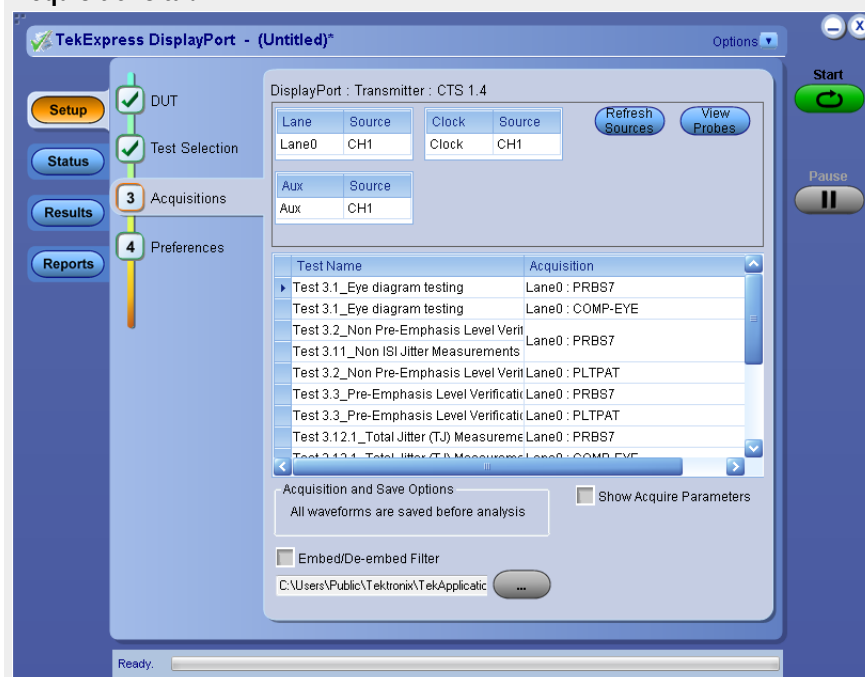 TekExpress DisplayPort - (Untitled)*
Options
Start
Pause
Setup
Status
Results
Reports
DUT
Test Selection
3 Acquisitions
4 Preferences
DisplayPort : Transmitter : CTS 1.4
Lane Source
Lane0 CH1
Clock Source
Clock CH1
Refresh Sources
View Probes
Aux Source
Aux CH1
Test Name Acquisition
Test 3.1_Eye diagram testing Lane0 : PRBS7
Test 3.1_Eye diagram testing Lane0 : COMP-EYE
Test 3.2_Non Pre-Emphasis Level Verif
Lane0 : PRBS7
Test 3.11_Non ISI Jitter Measurements
Test 3.2_Non Pre-Emphasis Level Verif Lane0 : PLTPAT
Test 3.3_Pre-Emphasis Level Verificatic Lane0 : PRBS7
Test 3.3_Pre-Emphasis Level Verificatic Lane0 : PLTPAT
Test 3.12.1_Total Jitter (TJ) Measureme Lane0 : PRBS7
Acquisition and Save Options
All waveforms are saved before analysis
Show Acquire Parameters
Embed/De-embed Filter
C:\Users\Public\Tektronix\TekApplicatic ...
Ready.